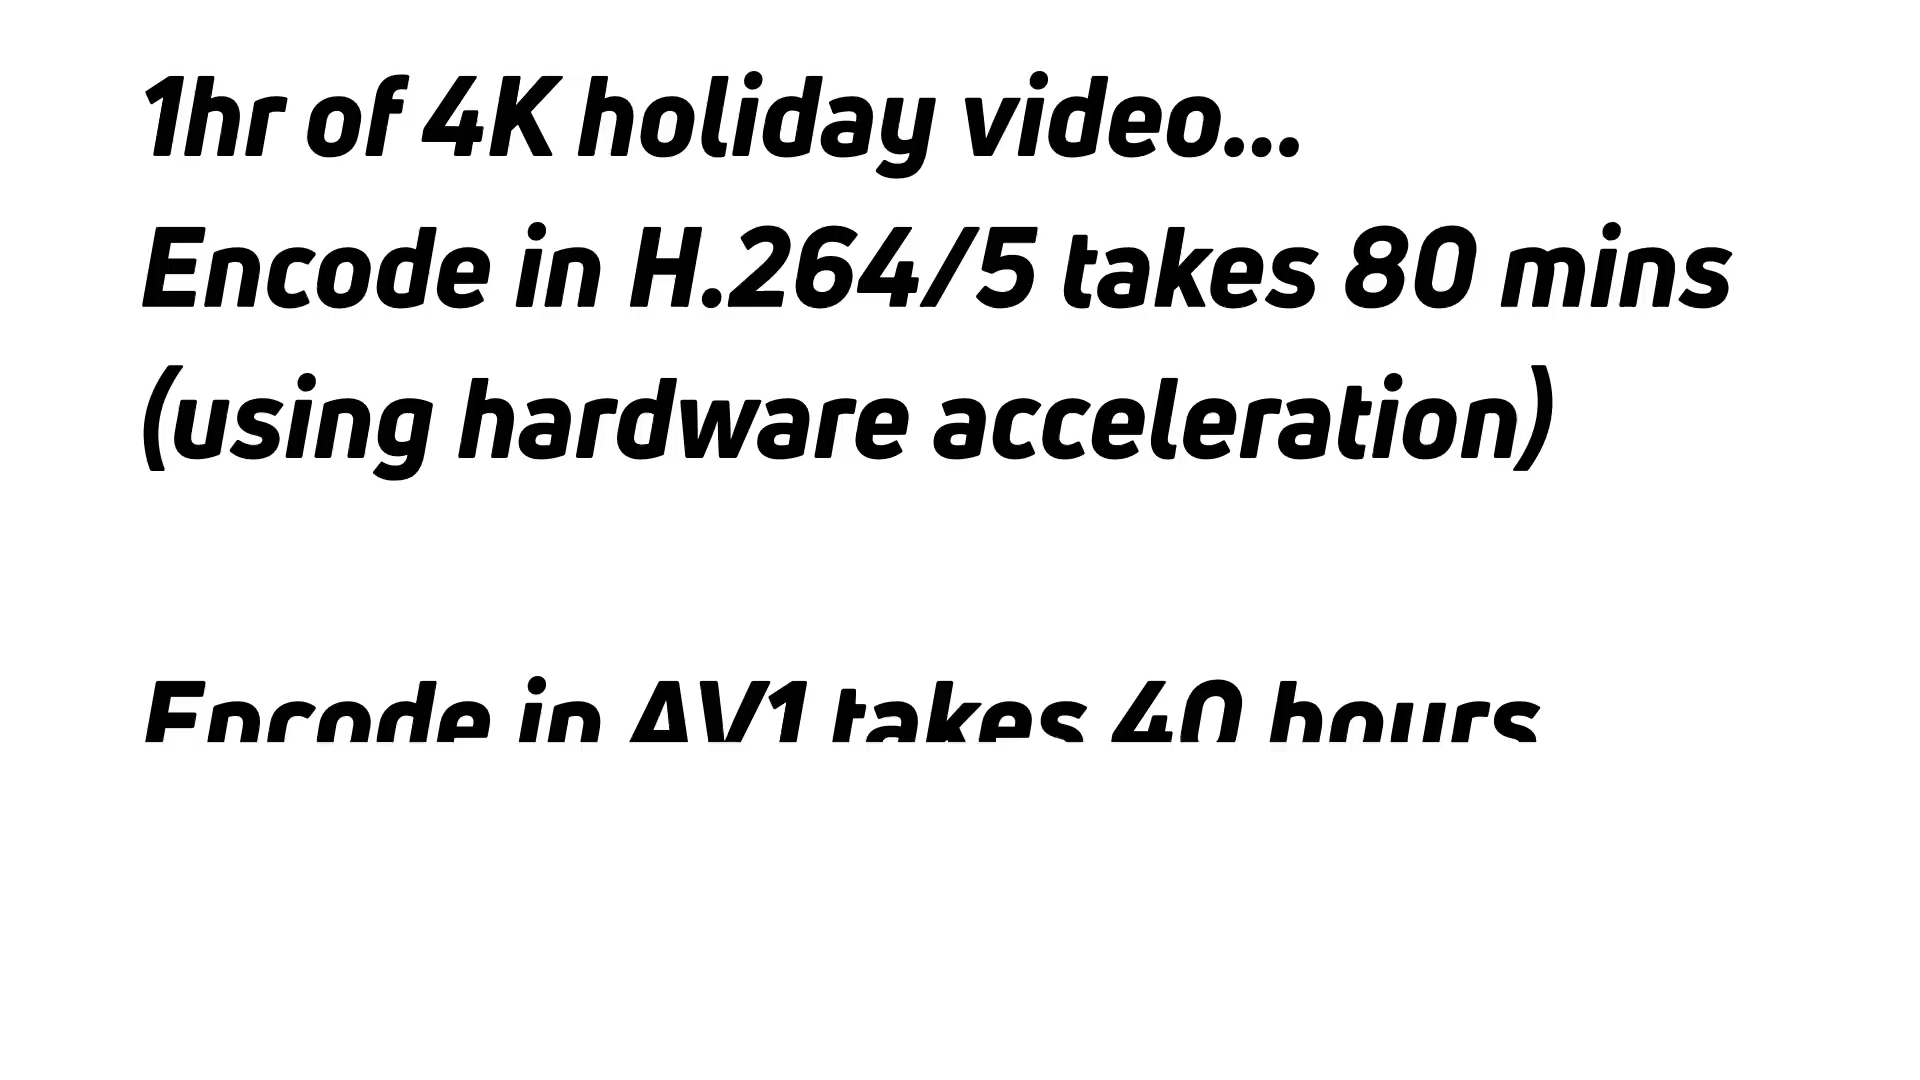 1hr of 4K holiday video...
Encode in H.264/5 takes 80 mins
(using hardware acceleration)
Encode in AV1 takes 40 hours